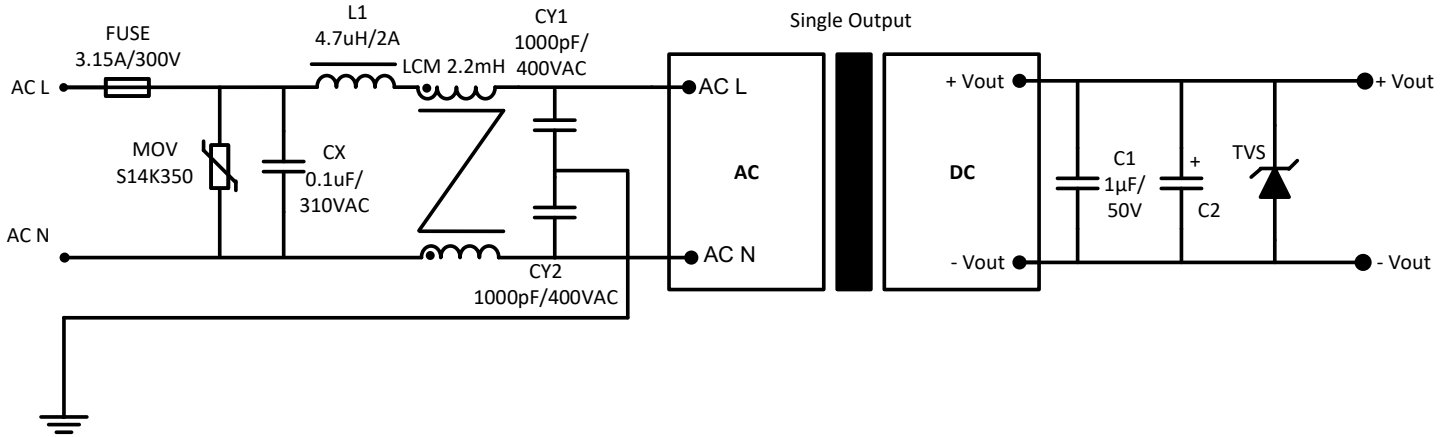 Single Output
L1
4.7uH/2A
CY1
1000pF/
400VAC
FUSE
3.15A/300V
LCM 2.2mH
AC L
AC L
+ Vout
+ Vout
MOV
S14K350
CX
0.1uF/
310VAC
AC
DC
C1
1µF/
50V
+
C2
TVS
AC N
AC N
- Vout
- Vout
CY2
1000pF/400VAC